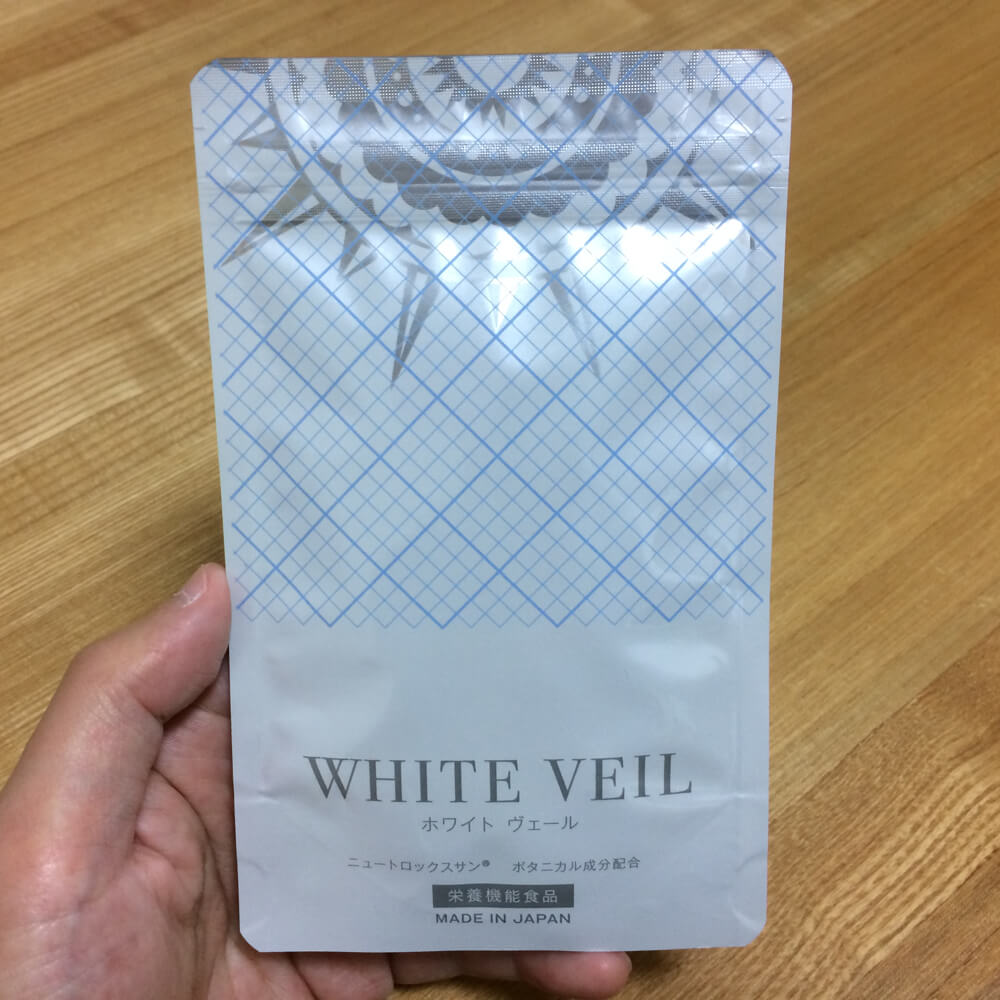 WHITE VEIL
ホワイト ヴェール
ニュートロックスサン® ボタニカル成分配合
栄養機能食品
MADE IN JAPAN